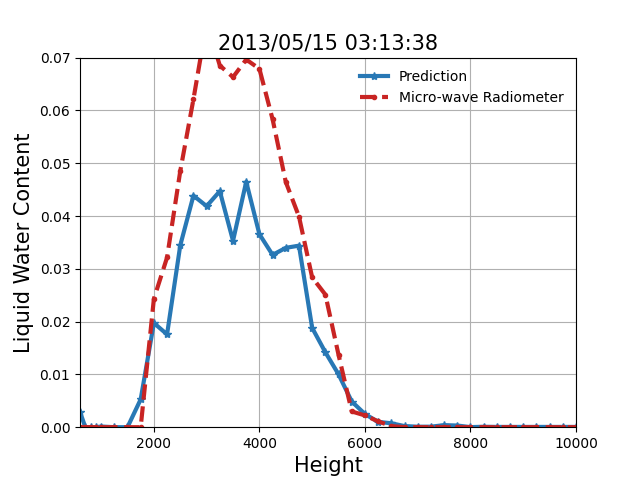 2013/05/15 03:13:38
Prediction
Micro-wave Radiometer
Liquid Water Content
0.07
0.06
0.05
0.04
0.03
0.02
0.01
0.00
2000 4000 6000 8000 10000
Height